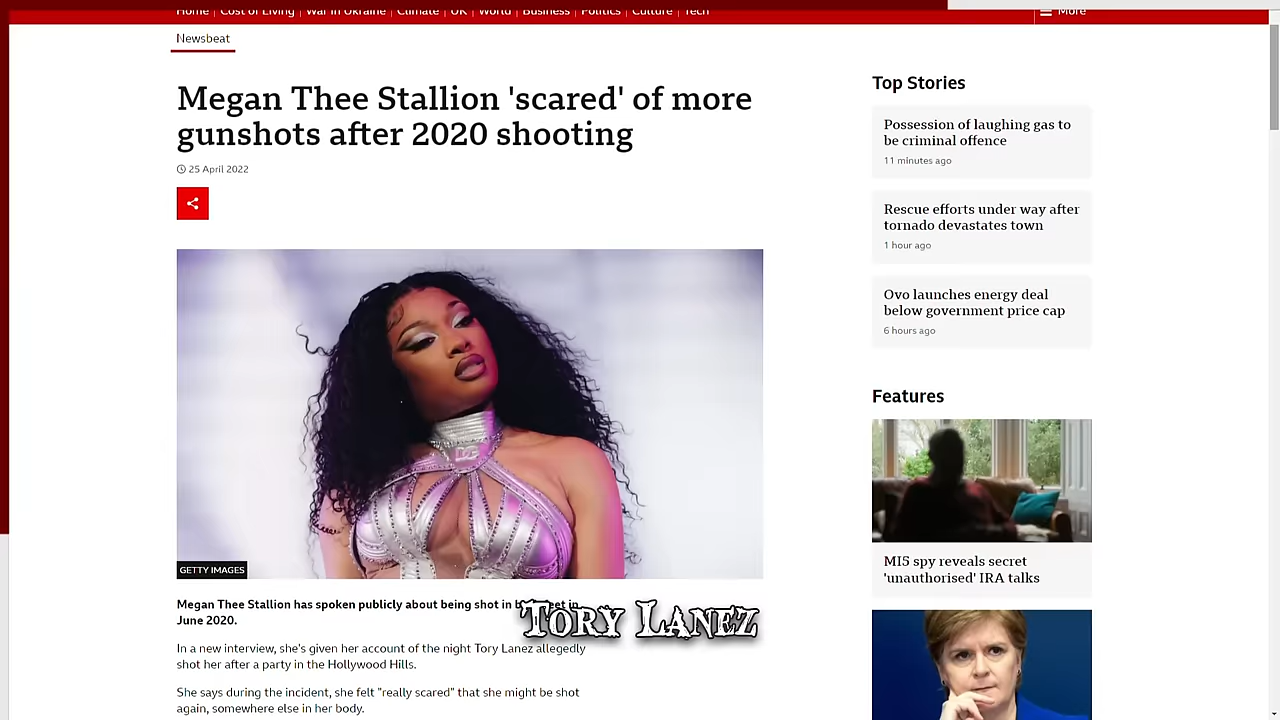 Home
Cost of Living
War in Ukraine
Climate
UK
World
Business
Politics
Culture
Tech
More
Newsbeat
Megan Thee Stallion 'scared' of more
gunshots after 2020 shooting
25 April 2022
GETTY IMAGES
Megan Thee Stallion has spoken publicly about being shot in
June 2020.
TORY LANEZ
In a new interview, she's given her account of the night Tory Lanez allegedly
shot her after a party in the Hollywood Hills.
She says during the incident, she felt "really scared" that she might be shot
again, somewhere else in her body.
Top Stories
Possession of laughing gas to
be criminal offence
11 minutes ago
Rescue efforts under way after
tornado devastates town
1 hour ago
Ovo launches energy deal
below government price cap
6 hours ago
Features
MI5 spy reveals secret
'unauthorised' IRA talks